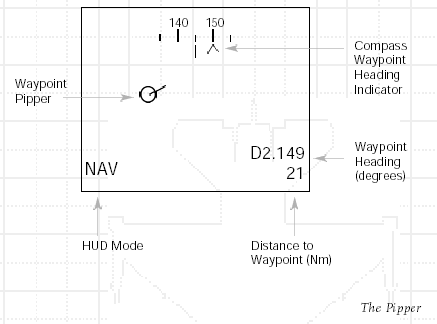 140 150
Compass
Waypoint
Heading
Indicator
Waypoint
Pipper
D2.149
21
Waypoint
Heading
(degrees)
NAV
HUD Mode
Distance to
Waypoint (Nm)
The Pipper